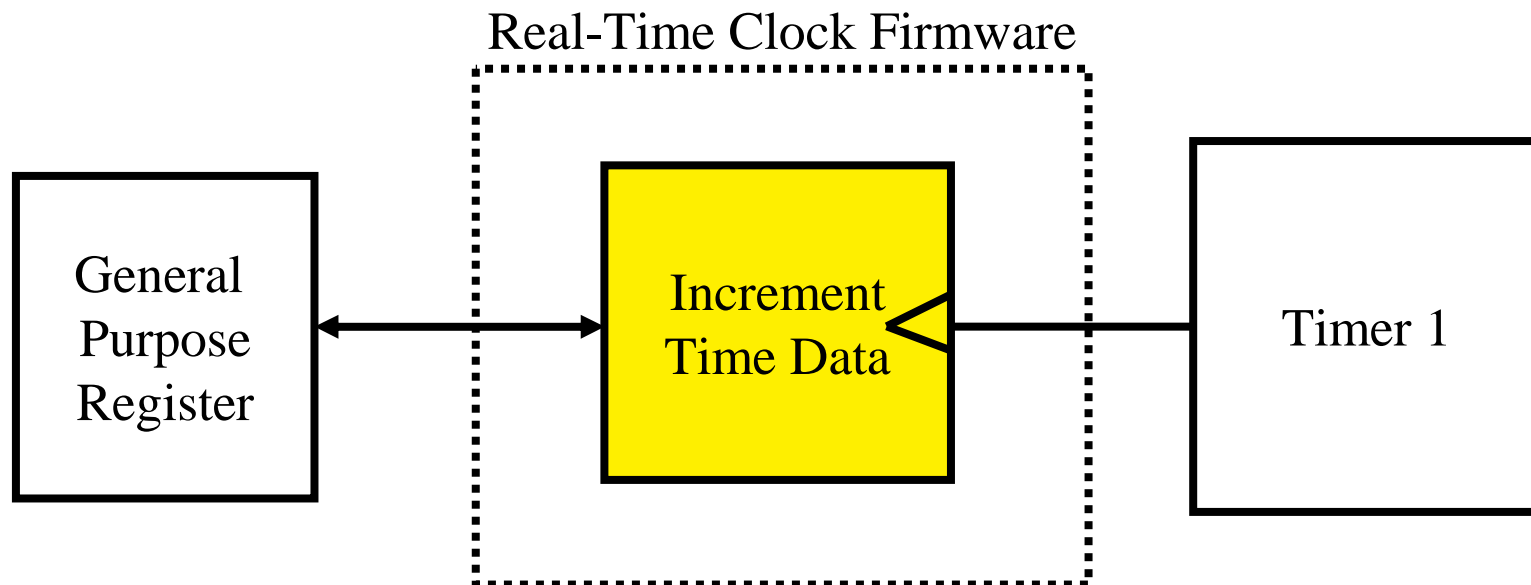 Real-Time Clock Firmware
General
Purpose
Register
Increment
Time Data
Timer 1